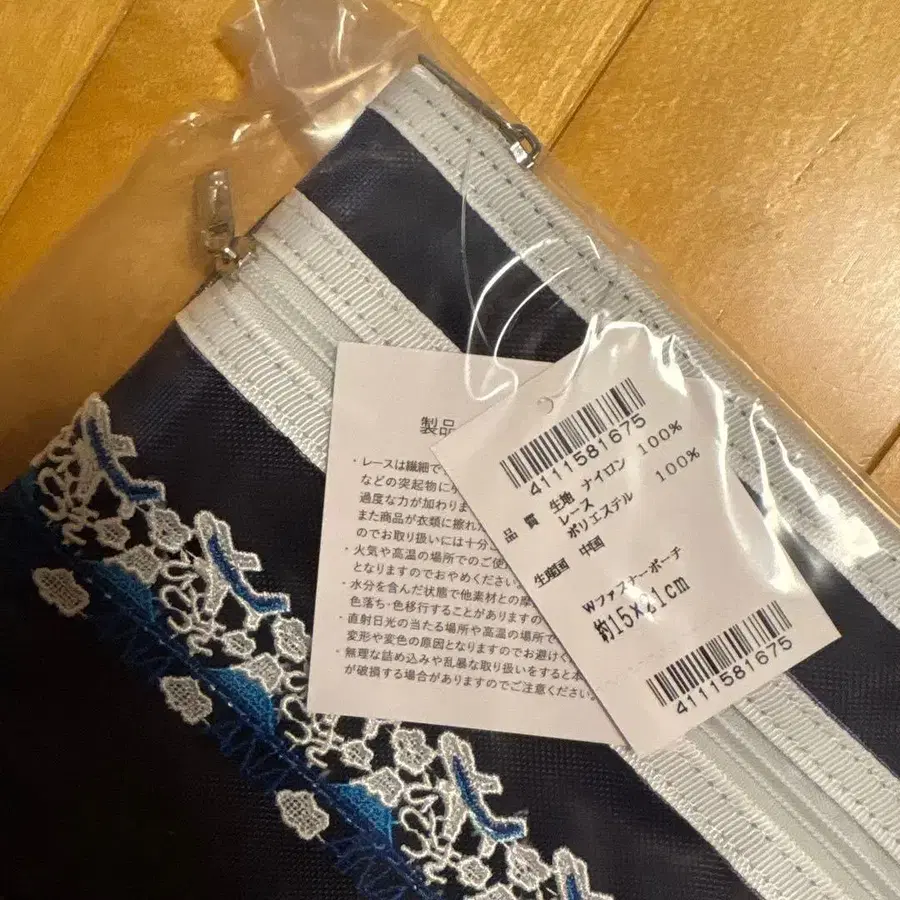 製品
・レースは繊細で
などの突起物に
過度な力が加わりま
また商品が衣類に擦れ
のでお取り扱いには十分
・火気や高温の場所でのご使
となりますのでおやめください。
・水分を含んだ状態で他素材との摩
色落ち・色移行することがありますので
・直射日光の当たる場所や高温の場所で
変形や変色の原因となりますのでお避けく
・無理な詰め込みや乱暴な取り扱いをすると本
が破損する場合がありますのでご注意ください
4111581675
品質 生地 ナイロン 100%
レース
ポリエステル 100%
生産国 中国
Wファスナーポーチ
約15×21cm
4111581675